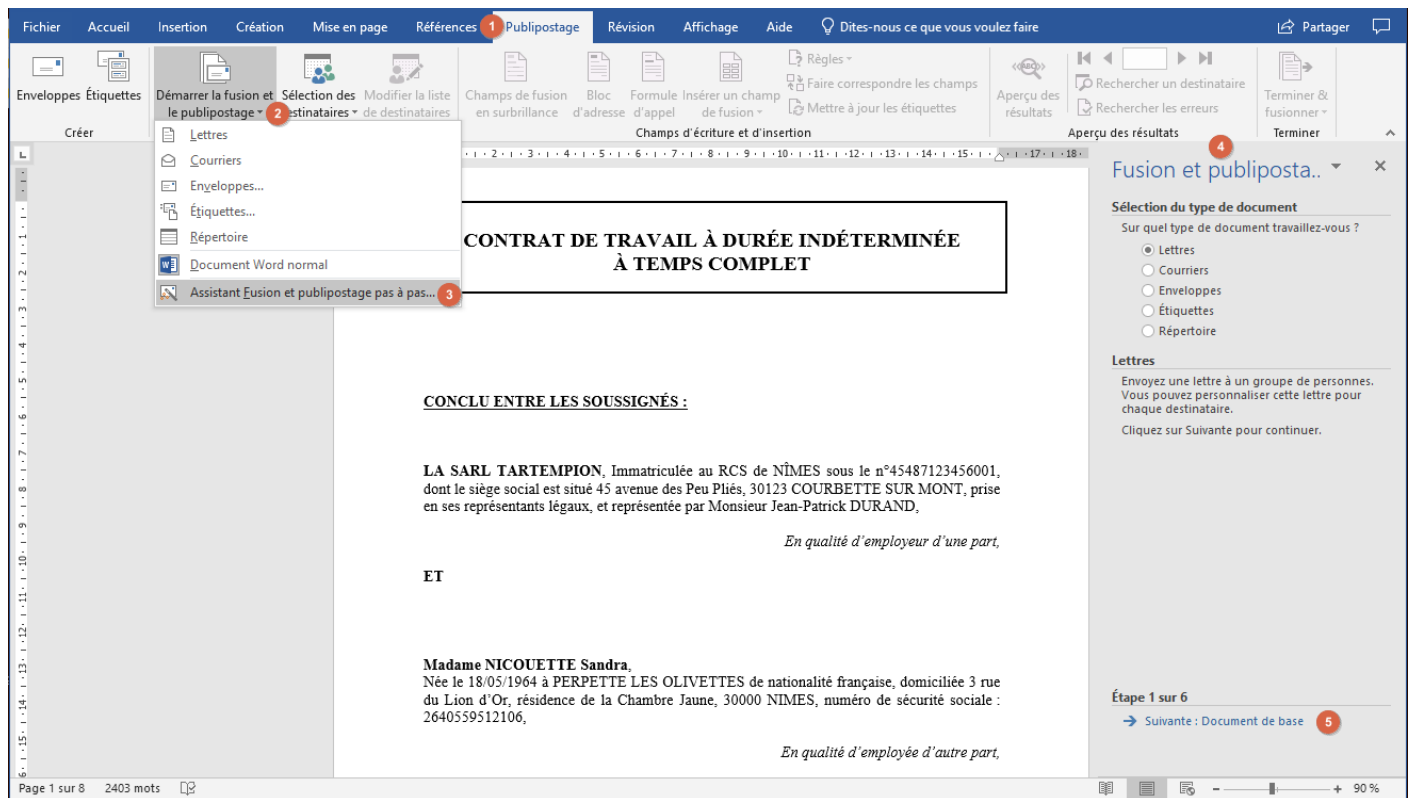 Fichier Accueil Insertion Création Mise en page Références 1 Publipostage Révision Affichage Aide Dites-nous ce que vous voulez faire Partager
Enveloppes Étiquettes
Créer
Démarrer la fusion et
le publipostage 2
Sélection des
destinataires
Modifier la liste
de destinataires
Champs de fusion
en surbrillance
Bloc
d'adresse
Formule
d'appel
Insérer un champ
de fusion
Règles
Faire correspondre les champs
Mettre à jour les étiquettes
Champs d'écriture et d'insertion
Aperçu des
résultats
Rechercher un destinataire
Rechercher les erreurs
Aperçu des résultats
Terminer &
fusionner
Terminer
Lettres
Courriers
Enveloppes...
Étiquettes...
Répertoire
Document Word normal
Assistant Fusion et publipostage pas à pas... 3
CONTRAT DE TRAVAIL À DURÉE INDÉTERMINÉE
À TEMPS COMPLET
CONCLU ENTRE LES SOUSSIGNÉS :
LA SARL TARTEMPION, Immatriculée au RCS de NÎMES sous le n°45487123456001,
dont le siège social est situé 45 avenue des Peu Pliés, 30123 COURBETTE SUR MONT, prise
en ses représentants légaux, et représentée par Monsieur Jean-Patrick DURAND,
En qualité d'employeur d'une part,
ET
Madame NICOUETTE Sandra,
Née le 18/05/1964 à PERPETTE LES OLIVETTES de nationalité française, domiciliée 3 rue
du Lion d'Or, résidence de la Chambre Jaune, 30000 NIMES, numéro de sécurité sociale :
2640559512106,
En qualité d'employée d'autre part,
4
Fusion et publiposta..
Sélection du type de document
Sur quel type de document travaillez-vous ?
Lettres
Courriers
Enveloppes
Étiquettes
Répertoire
Lettres
Envoyez une lettre à un groupe de personnes.
Vous pouvez personnaliser cette lettre pour
chaque destinataire.
Cliquez sur Suivante pour continuer.
Étape 1 sur 6
Suivante : Document de base 5
Page 1 sur 8 2403 mots 90 %